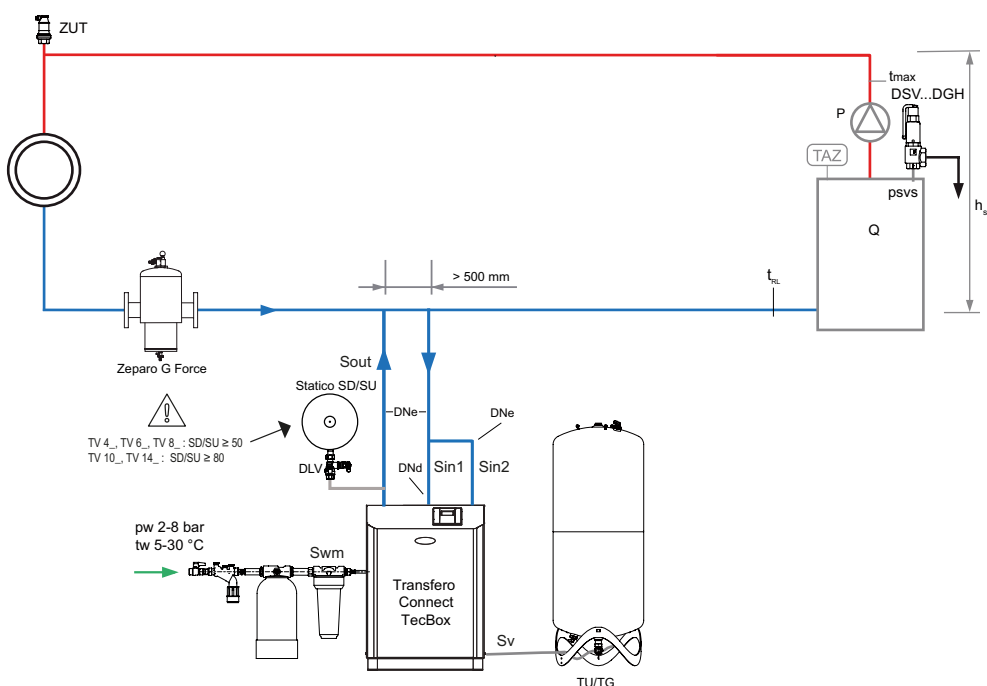 ZUT
tmax
DSV...DGH
P
TAZ
psvs
Q
hs
> 500 mm
tRL
Zeparo G Force
Sout
Statico SD/SU
DNe
DNe
TV 4_, TV 6_, TV 8_ : SD/SU ≥ 50
TV 10_, TV 14_ : SD/SU ≥ 80
DLV
DNd
Sin1
Sin2
pw 2-8 bar
tw 5-30 °C
Swm
Transfero
Connect
TecBox
Sv
TU/TG